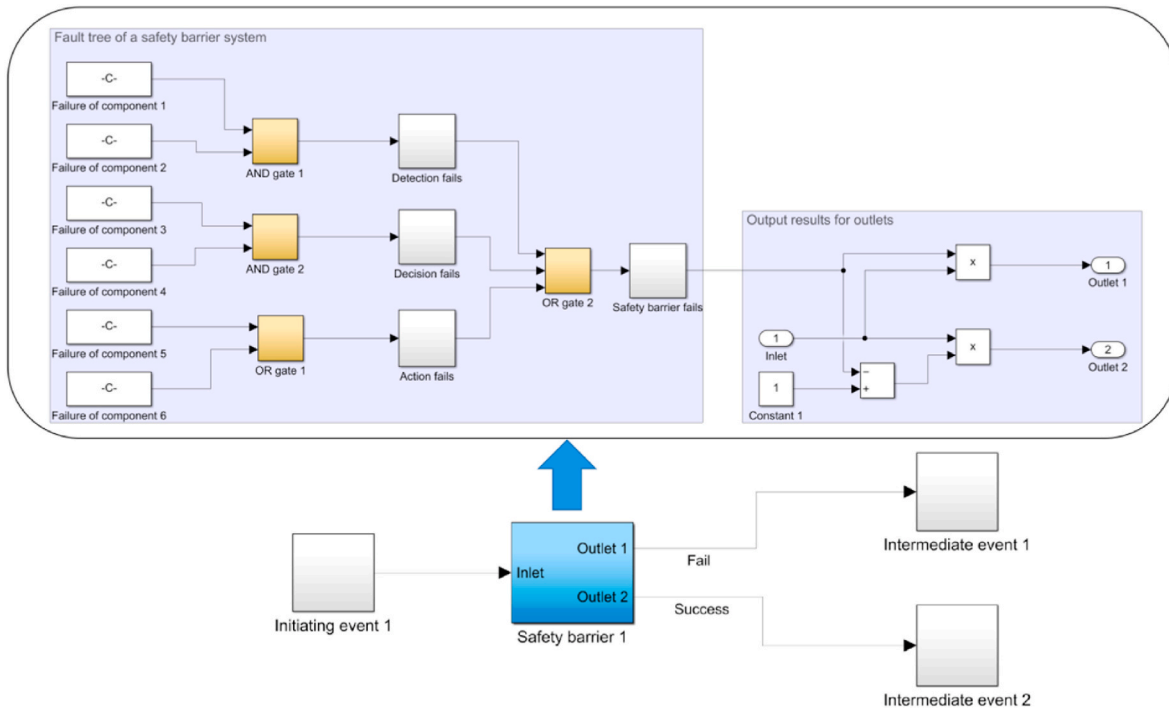 Fault tree of a safety barrier system
-C-
Failure of component 1
-C-
Failure of component 2
AND gate 1
Detection fails
-C-
Failure of component 3
-C-
Failure of component 4
AND gate 2
Decision fails
-C-
Failure of component 5
-C-
Failure of component 6
OR gate 1
Action fails
OR gate 2
Safety barrier fails
Output results for outlets
x
1
Outlet 1
1
Inlet
x
2
Outlet 2
1
Constant 1
−
+
Initiating event 1
Inlet
Outlet 1
Outlet 2
Safety barrier 1
Fail
Success
Intermediate event 1
Intermediate event 2